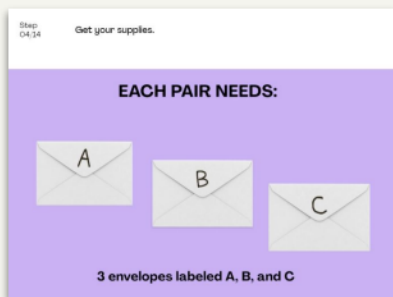 Step
04/14
Get your supplies.
EACH PAIR NEEDS:
A
B
C
3 envelopes labeled A, B, and C